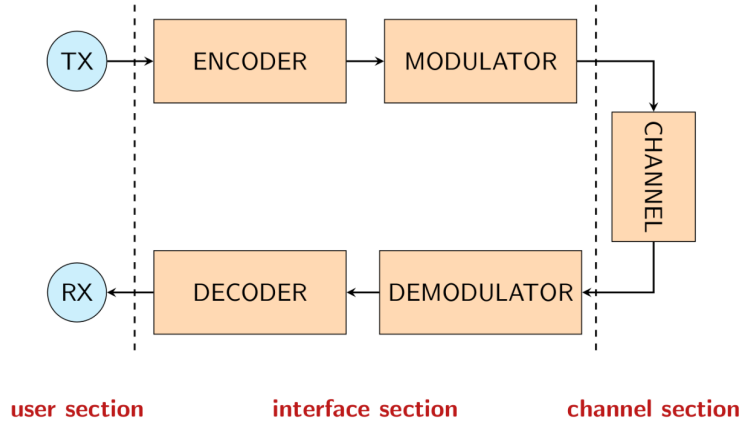 TX
ENCODER
MODULATOR
CHANNEL
RX
DECODER
DEMODULATOR
user section
interface section
channel section